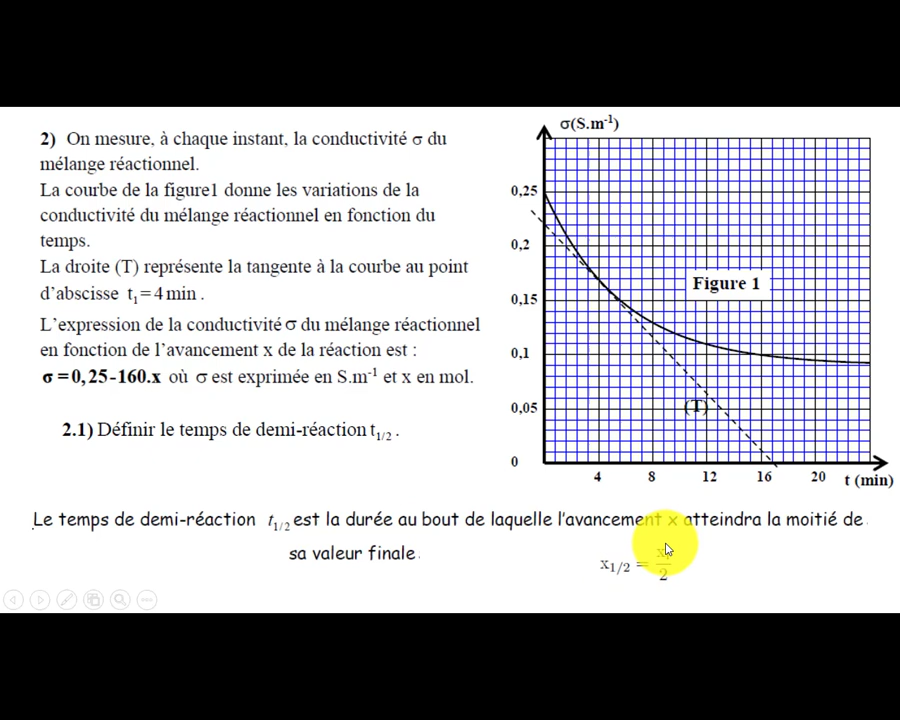 2) On mesure, à chaque instant, la conductivité σ du
mélange réactionnel.
La courbe de la figure1 donne les variations de la
conductivité du mélange réactionnel en fonction du
temps.
La droite (T) représente la tangente à la courbe au point
d'abscisse t1 = 4 min .
L'expression de la conductivité σ du mélange réactionnel
en fonction de l'avancement x de la réaction est :
σ = 0, 25 - 160.x où σ est exprimée en S.m-1 et x en mol.
2.1) Définir le temps de demi-réaction t1/2 .
σ(S.m-1)
0,25
0,2
0,15
0,1
0,05
0
Figure 1
(T)
4 8 12 16 20 t (min)
Le temps de demi-réaction t1/2 est la durée au bout de laquelle l'avancement x atteindra la moitié de
sa valeur finale
x1/2 = xf/2